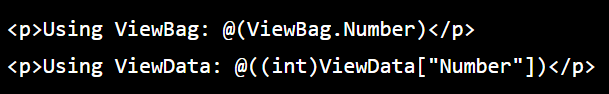 <p>Using ViewBag: @(ViewBag.Number)</p>
<p>Using ViewData: @((int)ViewData["Number"])</p>